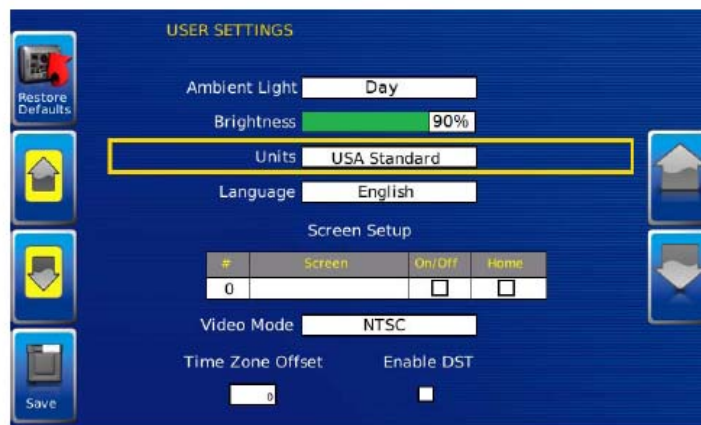 USER SETTINGS
Restore
Defaults
Ambient Light Day
Brightness 90%
Units USA Standard
Language English
Screen Setup
# Screen On/Off Home
0
Video Mode NTSC
Time Zone Offset Enable DST
0
Save